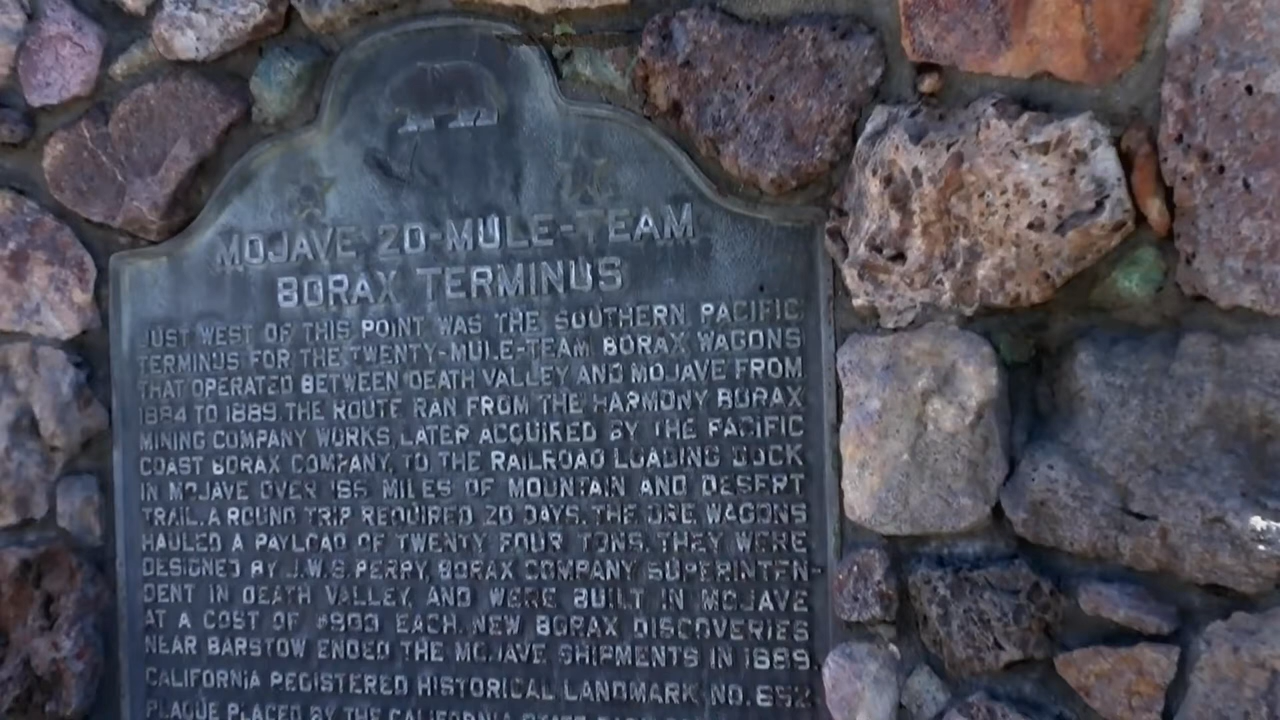 MOJAVE 20-MULE-TEAM
BORAX TERMINUS
JUST WEST OF THIS POINT WAS THE SOUTHERN PACIFIC
TERMINUS FOR THE TWENTY-MULE-TEAM BORAX WAGONS
THAT OPERATED BETWEEN DEATH VALLEY AND MOJAVE FROM
1884 TO 1889. THE ROUTE RAN FROM THE HARMONY BORAX
MINING COMPANY WORKS, LATER ACQUIRED BY THE PACIFIC
COAST BORAX COMPANY, TO THE RAILROAD LOADING DOCK
IN MOJAVE OVER 165 MILES OF MOUNTAIN AND DESERT
TRAIL. A ROUND TRIP REQUIRED 20 DAYS. THE ORE WAGONS
HAULED A PAYLOAD OF TWENTY FOUR TONS. THEY WERE
DESIGNED BY J.W.S. PERRY, BORAX COMPANY SUPERINTEN-
DENT IN DEATH VALLEY, AND WERE BUILT IN MOJAVE
AT A COST OF $900 EACH. NEW BORAX DISCOVERIES
NEAR BARSTOW ENDED THE MOJAVE SHIPMENTS IN 1889.
CALIFORNIA REGISTERED HISTORICAL LANDMARK NO. 652
PLAQUE PLACED BY THE CALIFORNIA STATE